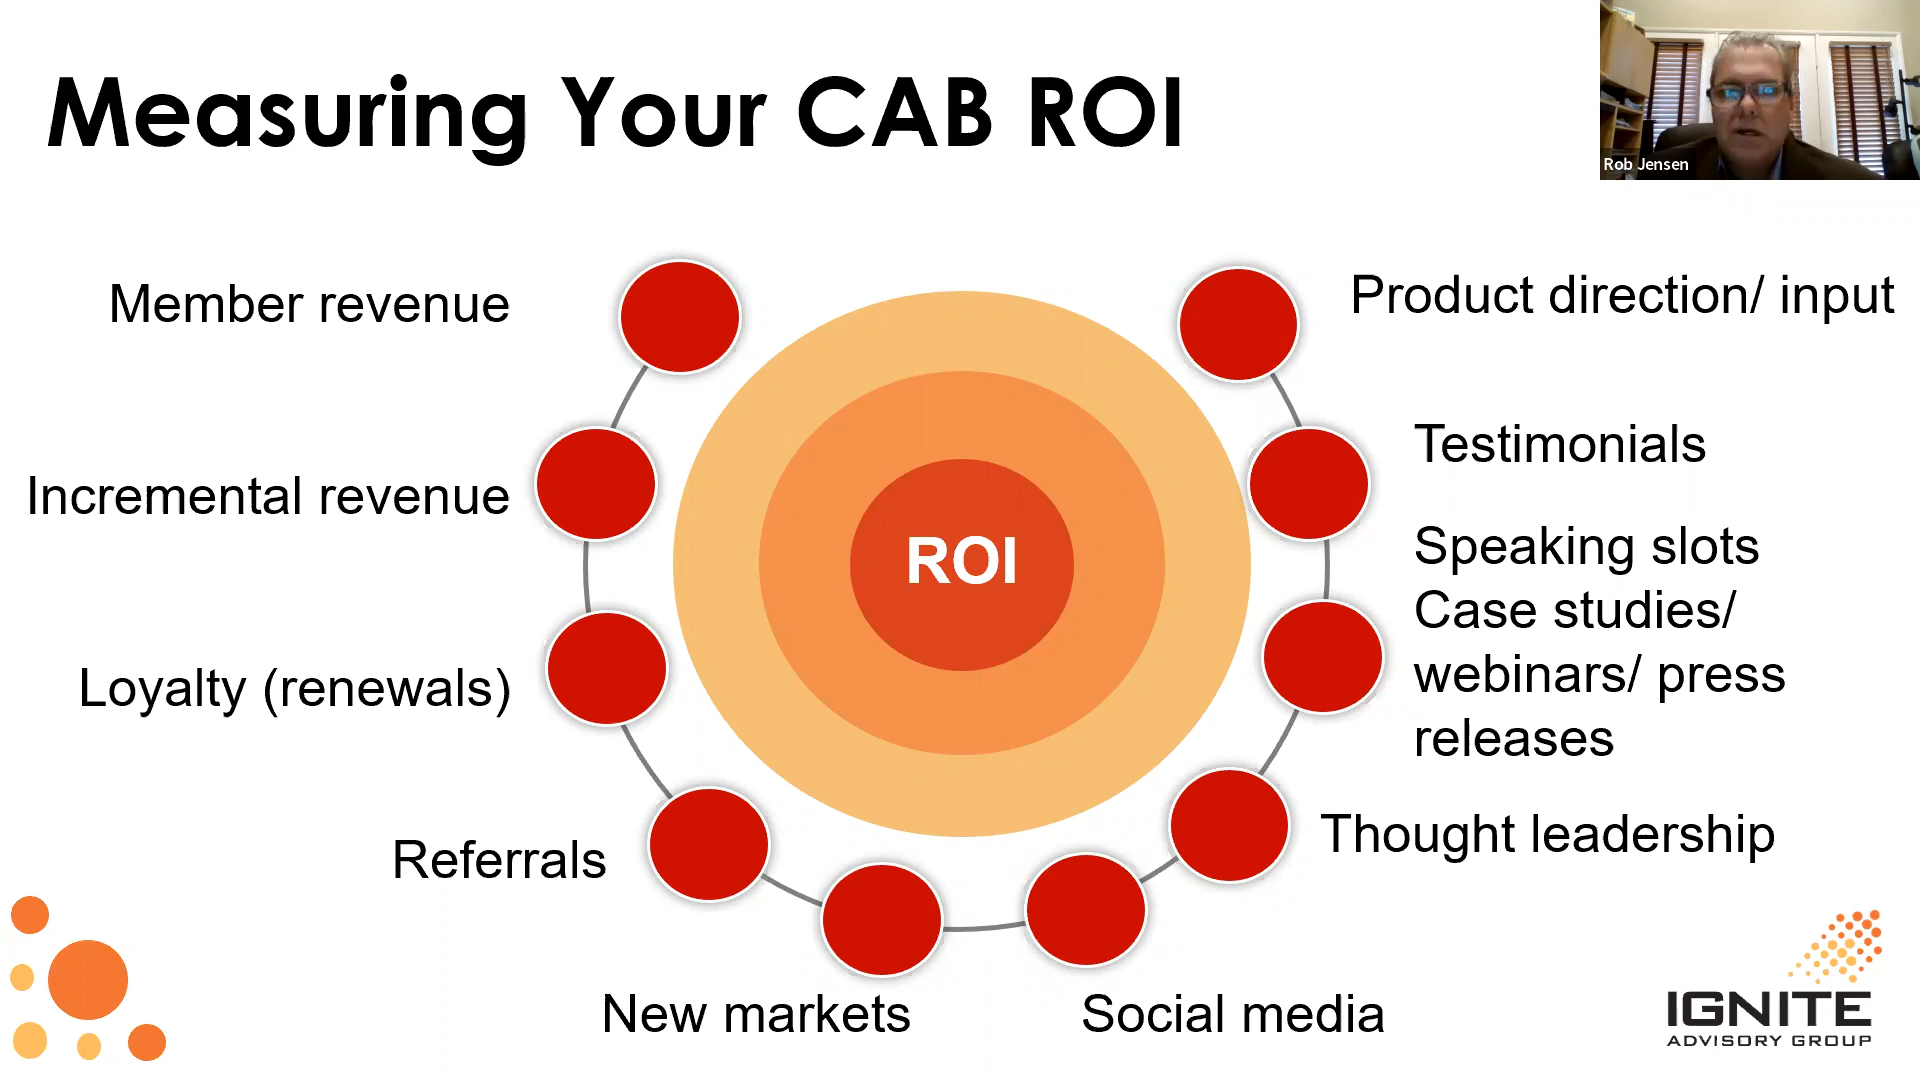 Measuring Your CAB ROI
Rob Jensen
Member revenue
Incremental revenue
Loyalty (renewals)
Referrals
New markets
ROI
Product direction/ input
Testimonials
Speaking slots
Case studies/
webinars/ press
releases
Thought leadership
Social media
IGNITE
ADVISORY GROUP